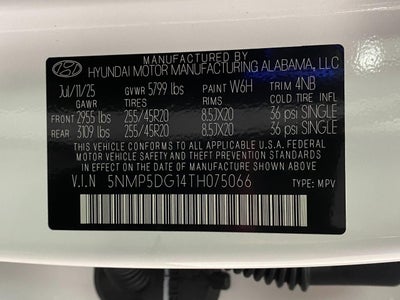 MANUFACTURED BY
HYUNDAI MOTOR MANUFACTURING ALABAMA, LLC
Jul/11/25 GVWR 5799 lbs PAINT W6H TRIM 4NB
GAWR TIRES RIMS COLD TIRE INFL
FRONT 2955 lbs 255/45R20 8.5JX20 36 psi SINGLE
REAR 3109 lbs 255/45R20 8.5JX20 36 psi SINGLE
THIS VEHICLE CONFORMS TO ALL APPLICABLE U.S.A. FEDERAL
MOTOR VEHICLE SAFETY STANDARDS IN EFFECT ON THE DATE
OF MANUFACTURE SHOWN ABOVE.
V.I.N 5NMP5DG14TH075066 TYPE: MPV